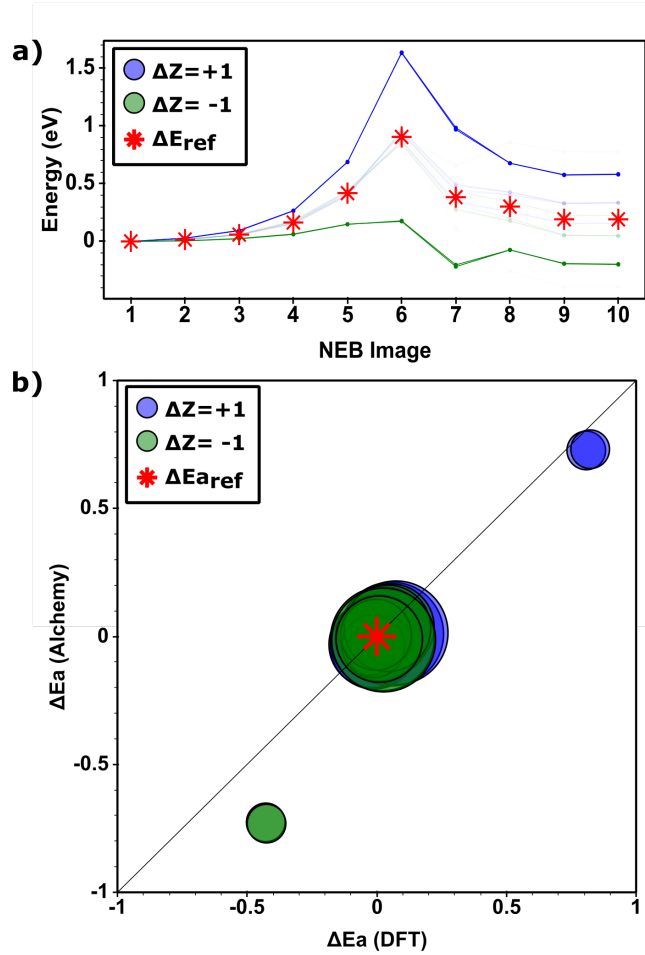 a)
ΔZ=+1
ΔZ= -1
ΔEref
Energy (eV)
1.5
1
0.5
0
1 2 3 4 5 6 7 8 9 10
NEB Image
b)
ΔZ=+1
ΔZ= -1
ΔEaref
ΔEa (Alchemy)
1
0.5
0
-0.5
-1
-1 -0.5 0 0.5 1
ΔEa (DFT)